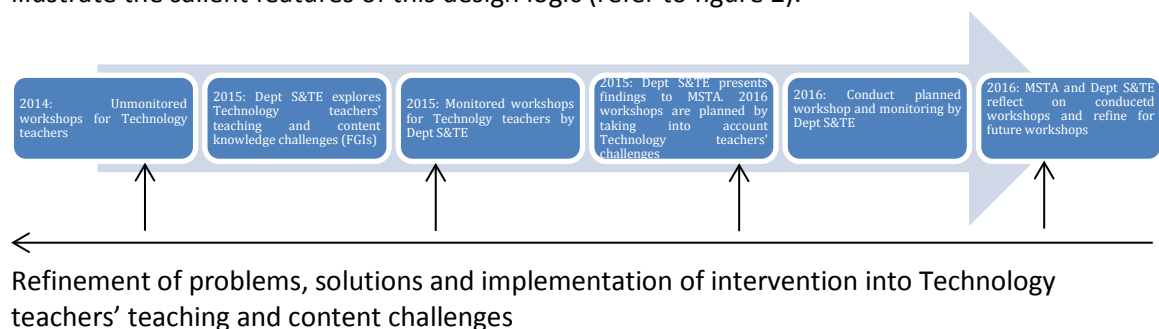 illustrate the salient features of this design logic (refer to figure 2).
2014: Unmonitored
workshops for Technology
teachers
2015: Dept S&TE explores
Technology teachers'
teaching and content
knowledge challenges (FGIs)
2015: Monitored workshops
for Technolgy teachers by
Dept S&TE
2015: Dept S&TE presents
findings to MSTA. 2016
workshops are planned by
taking into account
Technology teachers'
challenges
2016: Conduct planned
workshop and monitoring by
Dept S&TE
2016: MSTA and Dept S&TE
reflect on conducetd
workshops and refine for
future workshops
Refinement of problems, solutions and implementation of intervention into Technology
teachers’ teaching and content challenges